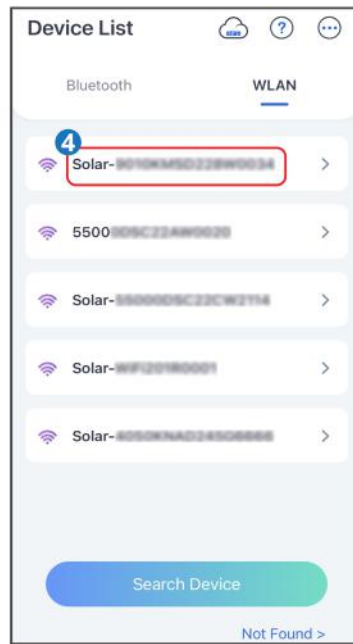 Device List
Bluetooth WLAN
4
Solar-
5500
Solar-
Solar-
Solar-
Search Device
Not Found >